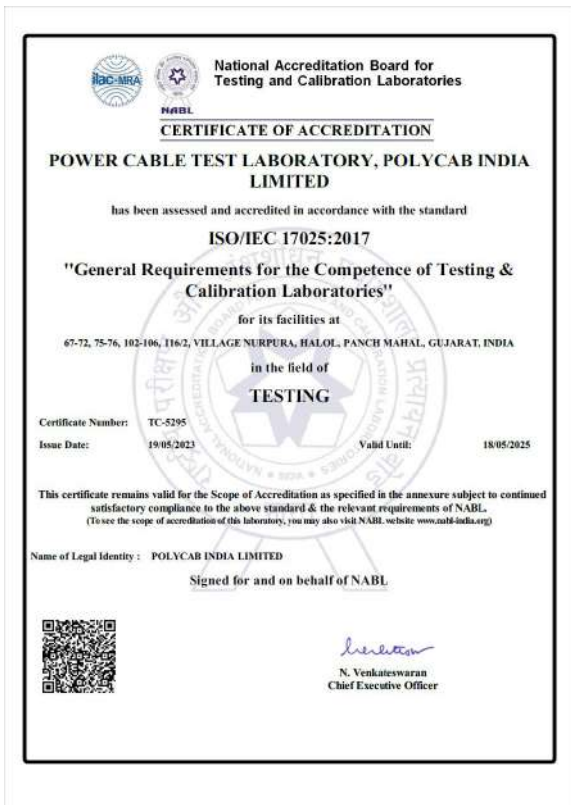 ilac-MRA
NABL
National Accreditation Board for
Testing and Calibration Laboratories
CERTIFICATE OF ACCREDITATION
POWER CABLE TEST LABORATORY, POLYCAB INDIA
LIMITED
has been assessed and accredited in accordance with the standard
ISO/IEC 17025:2017
"General Requirements for the Competence of Testing &
Calibration Laboratories"
for its facilities at
67-72, 75-76, 102-106, 116/2, VILLAGE NURPURA, HALOL, PANCH MAHAL, GUJARAT, INDIA
in the field of
TESTING
Certificate Number: TC-5295
Issue Date: 19/05/2023 Valid Until: 18/05/2025
This certificate remains valid for the Scope of Accreditation as specified in the annexure subject to continued
satisfactory compliance to the above standard & the relevant requirements of NABL.
(To see the scope of accreditation of this laboratory, you may also visit NABL website www.nabl-india.org)
Name of Legal Identity : POLYCAB INDIA LIMITED
Signed for and on behalf of NABL
N. Venkateswaran
Chief Executive Officer